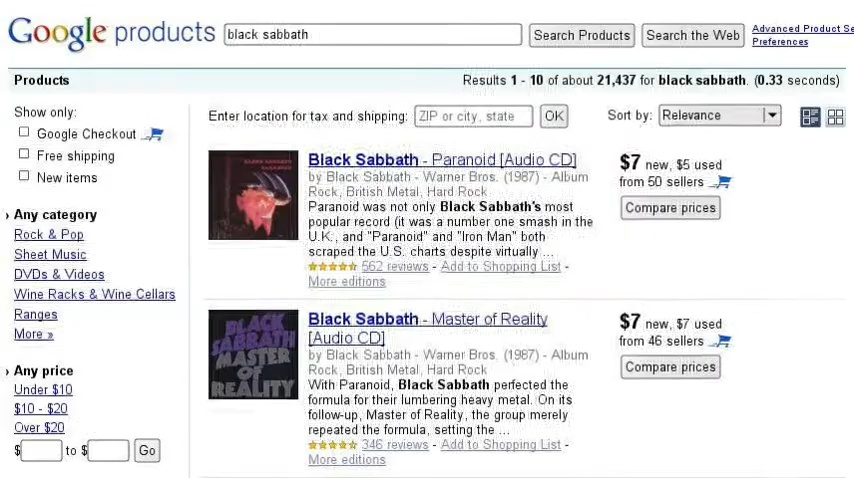 Google products
black sabbath
Search Products
Search the Web
Advanced Product Se
Preferences
Products
Results 1 - 10 of about 21,437 for black sabbath. (0.33 seconds)
Show only:
Google Checkout
Free shipping
New items
Any category
Rock & Pop
Sheet Music
DVDs & Videos
Wine Racks & Wine Cellars
Ranges
More »
Any price
Under $10
$10 - $20
Over $20
$ to $ Go
Enter location for tax and shipping: ZIP or city, state OK
Sort by: Relevance
Black Sabbath - Paranoid [Audio CD]
by Black Sabbath - Warner Bros. (1987) - Album
Rock, British Metal, Hard Rock
Paranoid was not only Black Sabbath's most
popular record (it was a number one smash in the
U.K., and "Paranoid" and "Iron Man" both
scraped the U.S. charts despite virtually ...
562 reviews - Add to Shopping List -
More editions
$7 new, $5 used
from 50 sellers
Compare prices
BLACK
SABBATH
MASTER
OF
REALITY
Black Sabbath - Master of Reality
[Audio CD]
by Black Sabbath - Warner Bros. (1987) - Album
Rock, British Metal, Hard Rock
With Paranoid, Black Sabbath perfected the
formula for their lumbering heavy metal. On its
follow-up, Master of Reality, the group merely
repeated the formula, setting the ...
346 reviews - Add to Shopping List -
More editions
$7 new, $7 used
from 46 sellers
Compare prices